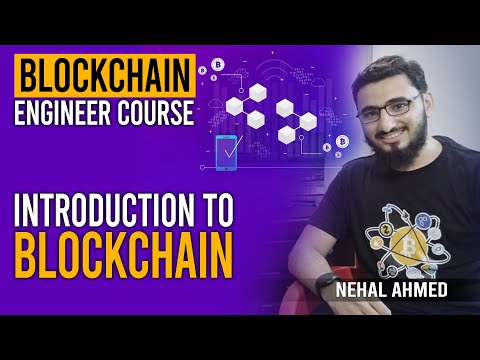 BLOCKCHAIN
ENGINEER COURSE
INTRODUCTION TO
BLOCKCHAIN
NEHAL AHMED